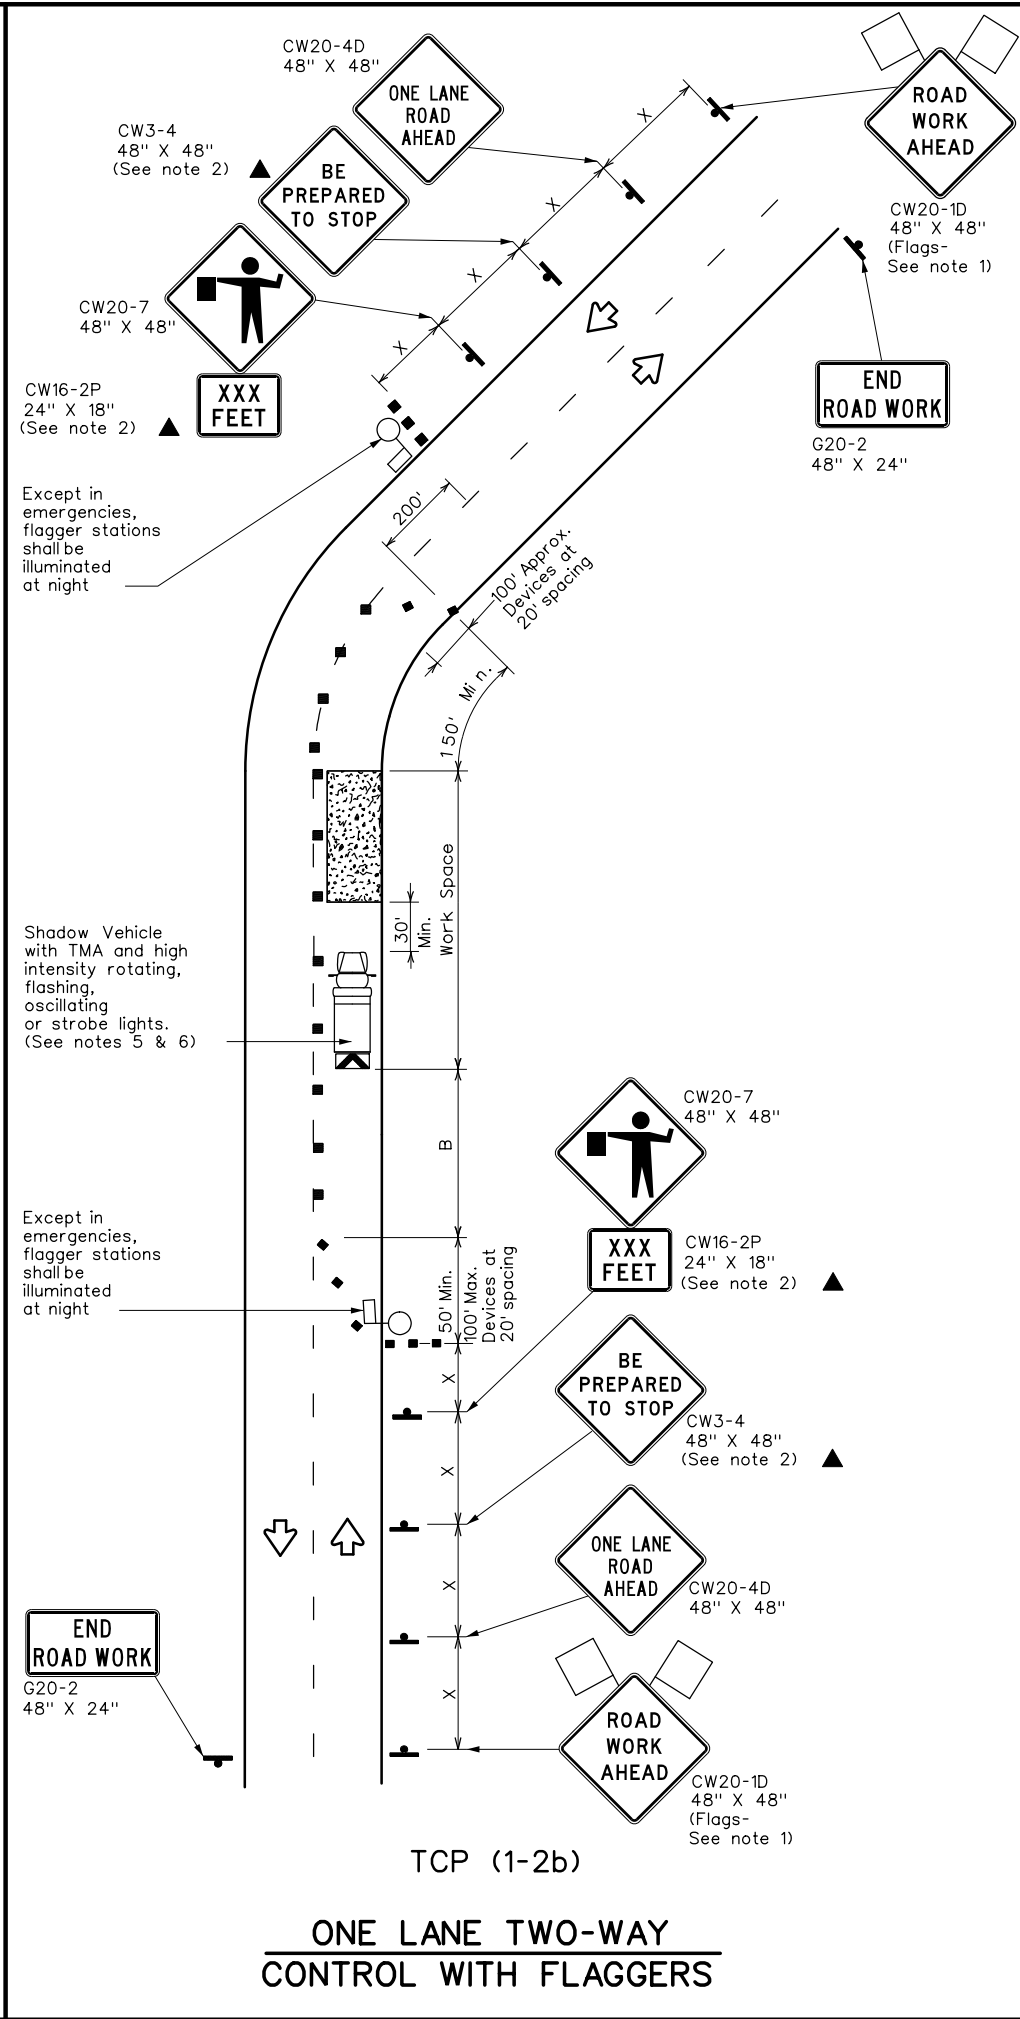 CW20-4D
48" X 48"
ONE LANE
ROAD
AHEAD
X
ROAD
WORK
AHEAD
CW3-4
48" X 48"
(See note 2)
BE
PREPARED
TO STOP
X
CW20-1D
48" X 48"
(Flags-
See note 1)
X
CW20-7
48" X 48"
X
CW16-2P
24" X 18"
(See note 2)
XXX
FEET
END
ROAD WORK
G20-2
48" X 24"
Except in
emergencies,
flagger stations
shall be
illuminated
at night
200'
100' Approx.
Devices at
20' spacing
150' Min.
Work Space
30'
Min.
Shadow Vehicle
with TMA and high
intensity rotating,
flashing,
oscillating
or strobe lights.
(See notes 5 & 6)
B
CW20-7
48" X 48"
Except in
emergencies,
flagger stations
shall be
illuminated
at night
XXX
FEET
CW16-2P
24" X 18"
(See note 2)
50' Min.
100' Max.
Devices at
20' spacing
X
BE
PREPARED
TO STOP
CW3-4
48" X 48"
(See note 2)
X
ONE LANE
ROAD
AHEAD
CW20-4D
48" X 48"
X
END
ROAD WORK
G20-2
48" X 24"
X
ROAD
WORK
AHEAD
CW20-1D
48" X 48"
(Flags-
See note 1)
TCP (1-2b)
ONE LANE TWO-WAY
CONTROL WITH FLAGGERS